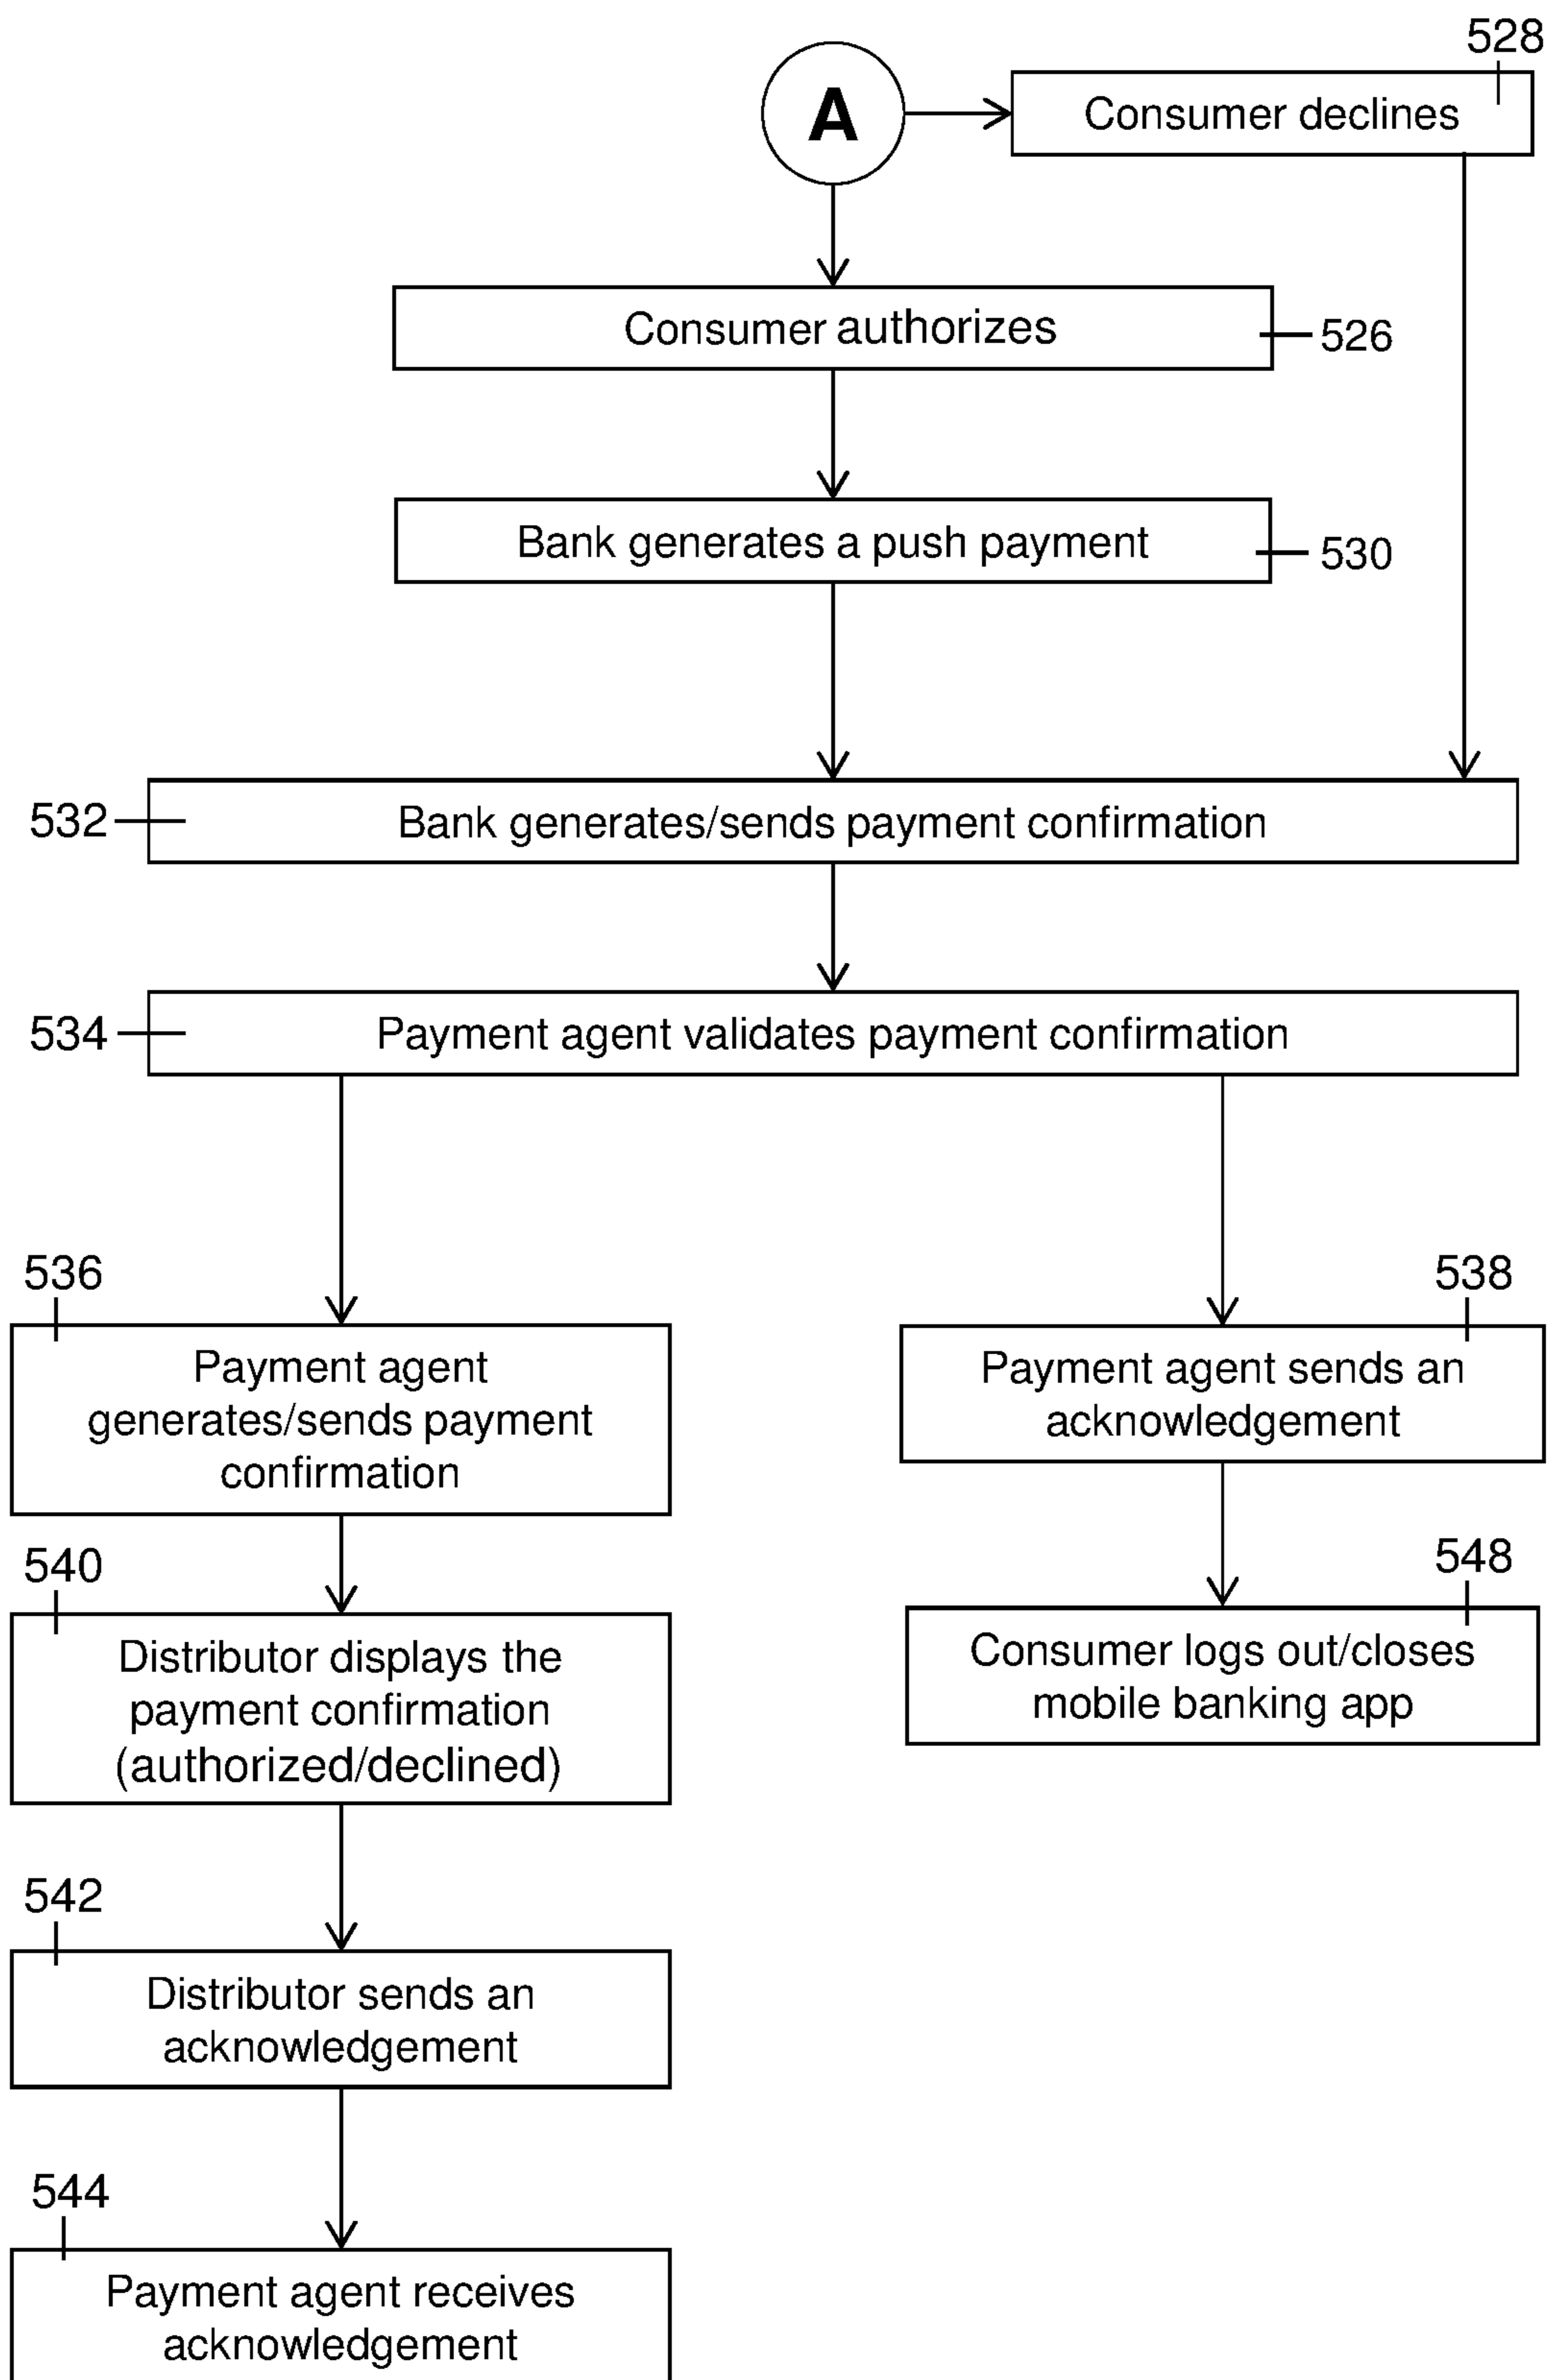 528
A
Consumer declines
Consumer authorizes
526
Bank generates a push payment
530
532
Bank generates/sends payment confirmation
534
Payment agent validates payment confirmation
536
Payment agent
generates/sends payment
confirmation
538
Payment agent sends an
acknowledgement
540
Distributor displays the
payment confirmation
(authorized/declined)
548
Consumer logs out/closes
mobile banking app
542
Distributor sends an
acknowledgement
544
Payment agent receives
acknowledgement